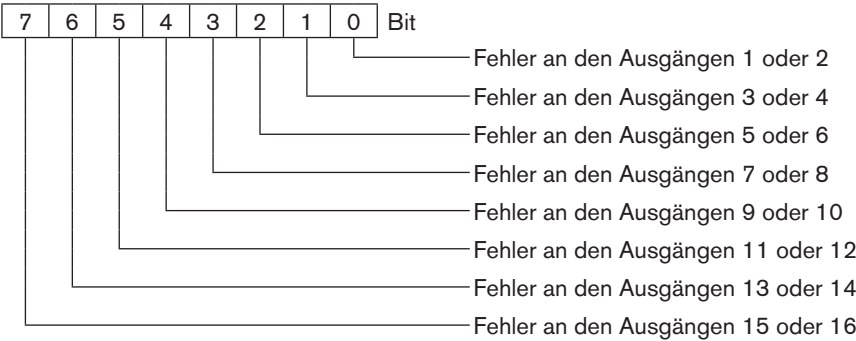 7 6 5 4 3 2 1 0 Bit
Fehler an den Ausgängen 1 oder 2
Fehler an den Ausgängen 3 oder 4
Fehler an den Ausgängen 5 oder 6
Fehler an den Ausgängen 7 oder 8
Fehler an den Ausgängen 9 oder 10
Fehler an den Ausgängen 11 oder 12
Fehler an den Ausgängen 13 oder 14
Fehler an den Ausgängen 15 oder 16